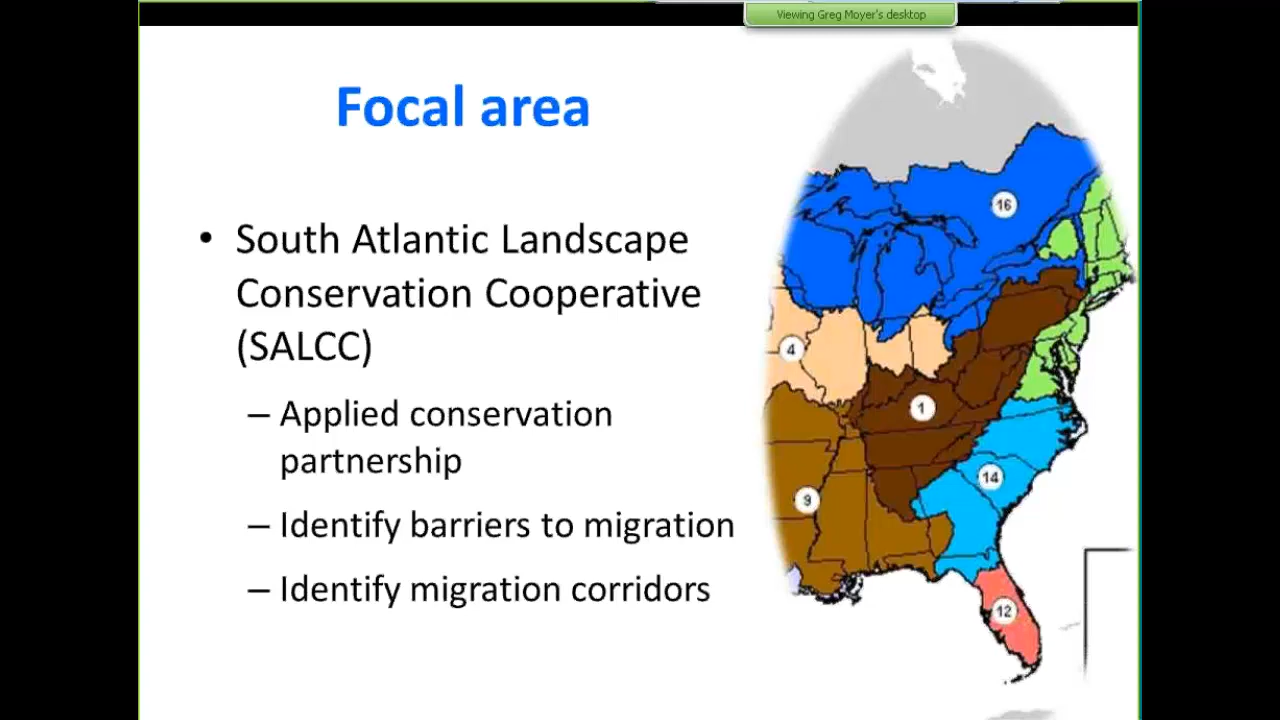 Viewing Greg Moyer's desktop
Focal area
• South Atlantic Landscape
Conservation Cooperative
(SALCC)
– Applied conservation
partnership
– Identify barriers to migration
– Identify migration corridors
16
4
1
14
9
12